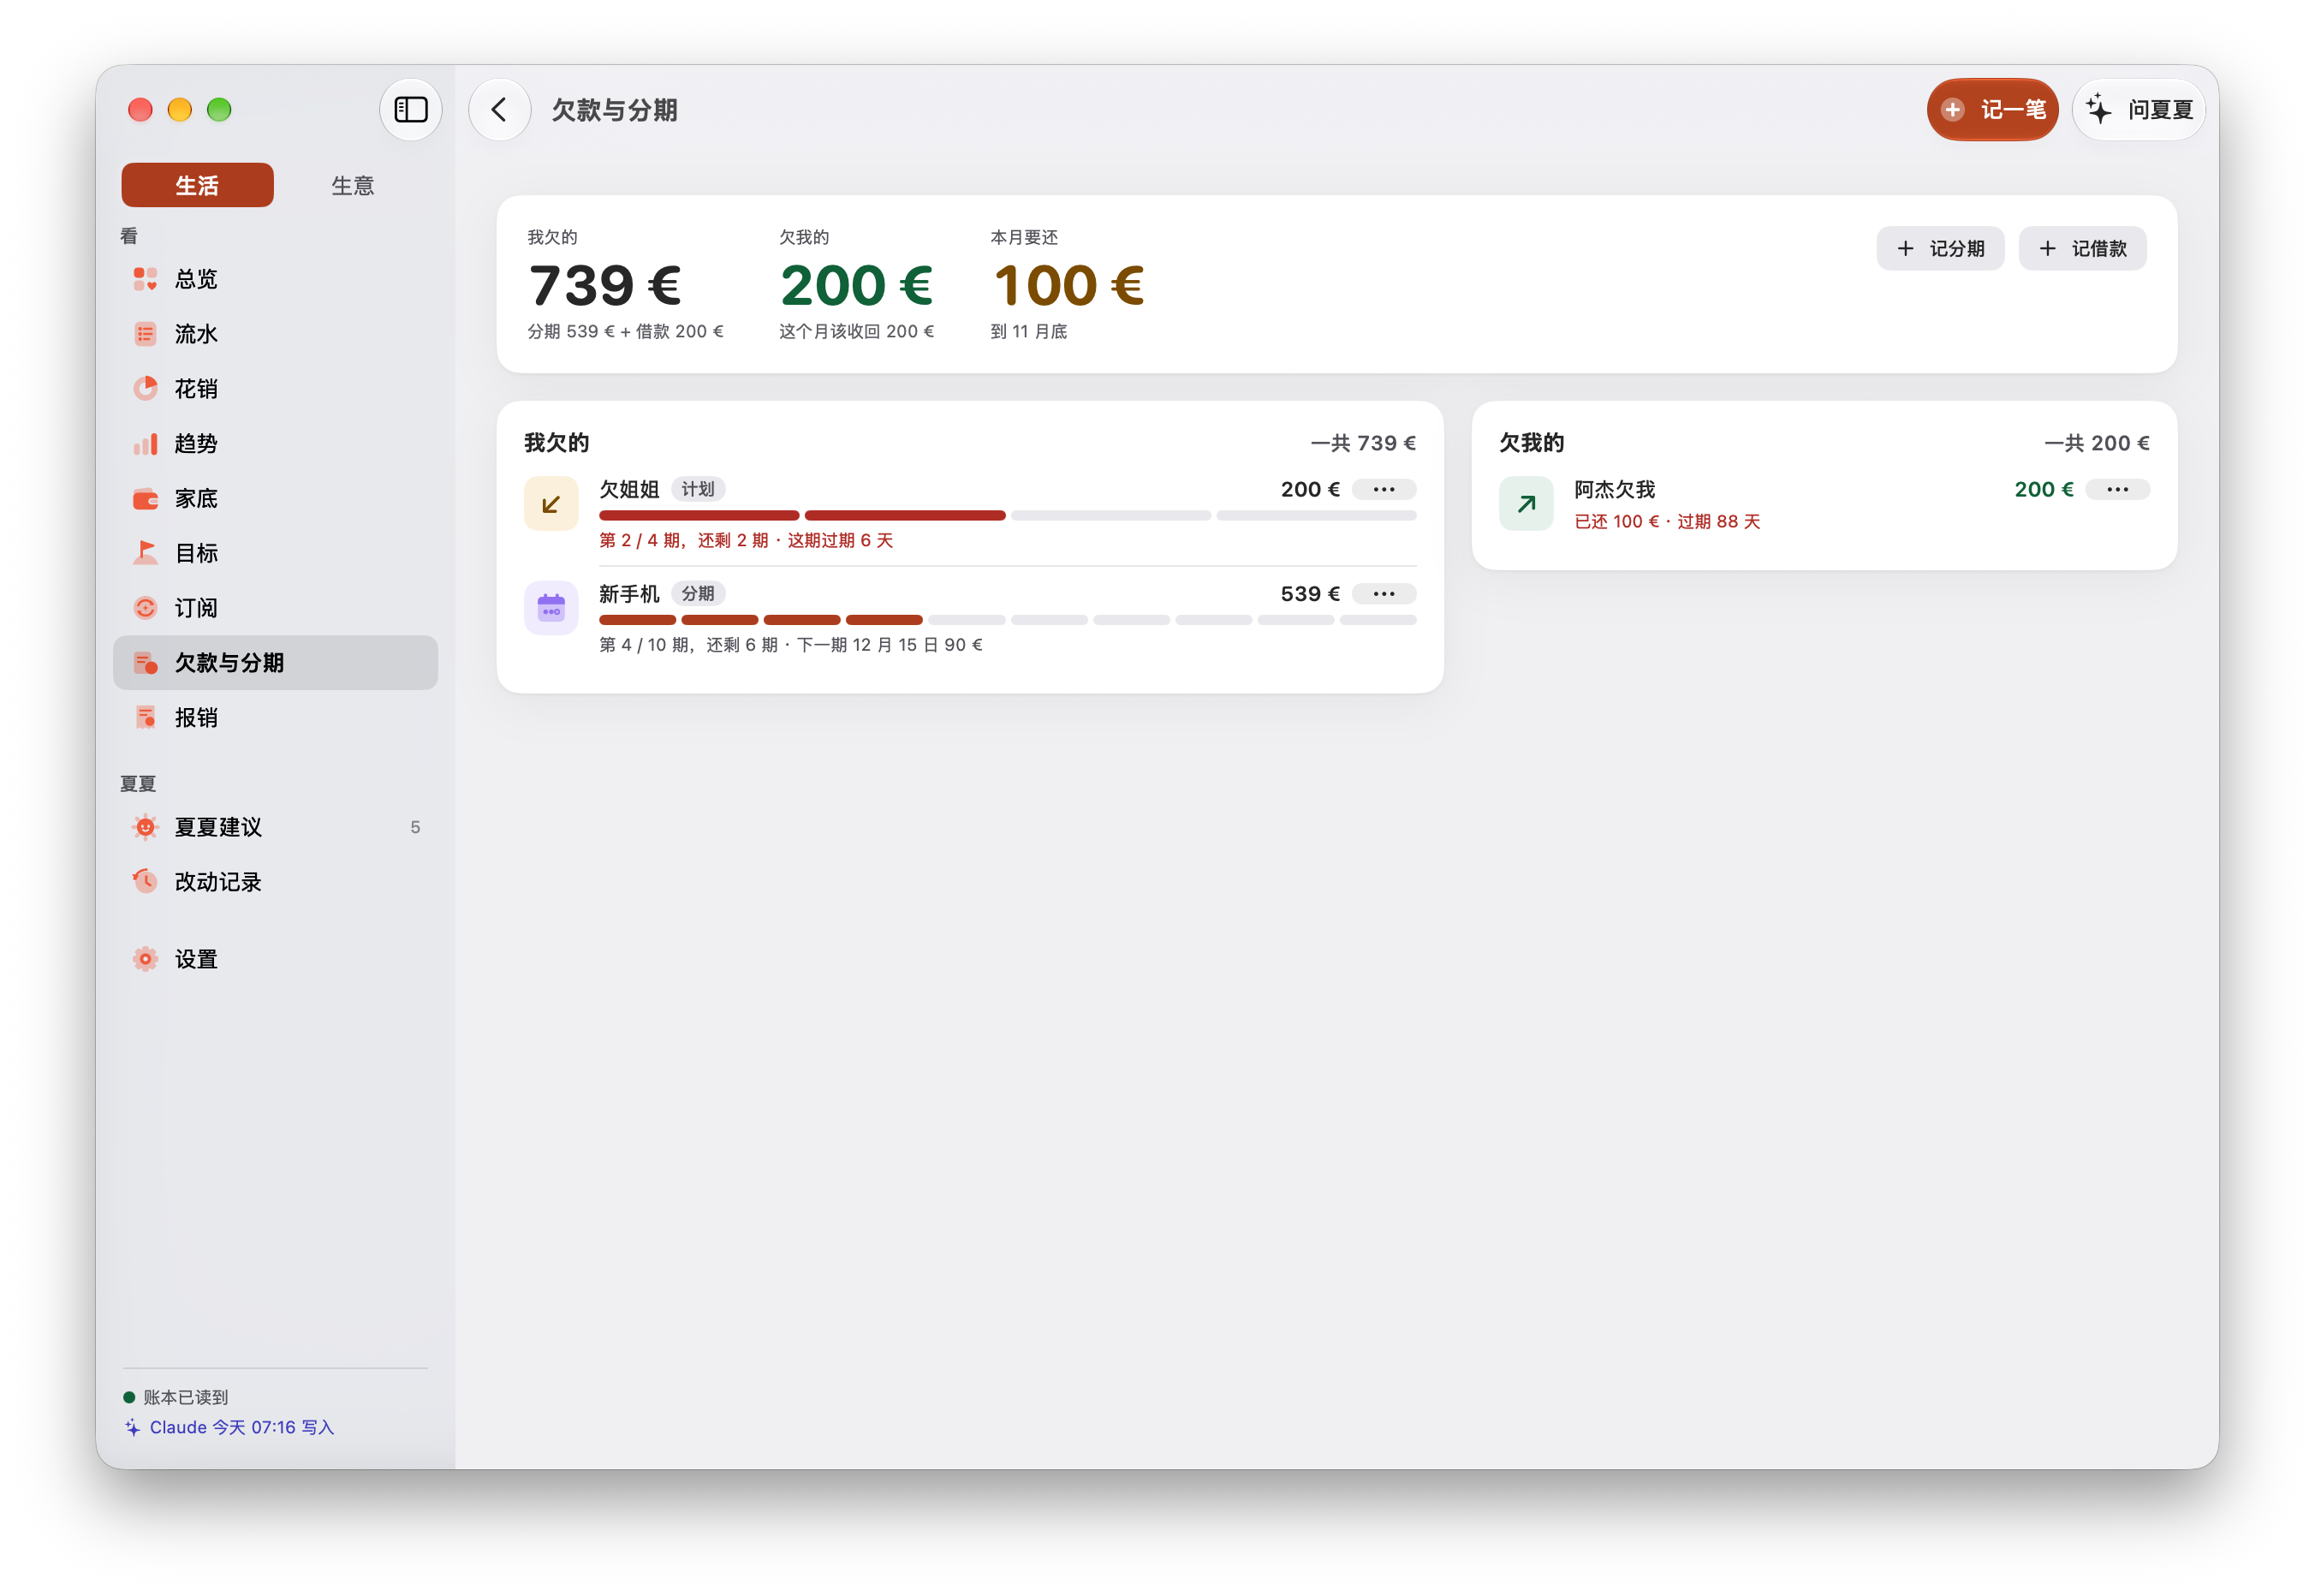 欠款与分期
记一笔
问夏夏
生活
生意
看
总览
流水
花销
趋势
家底
目标
订阅
欠款与分期
报销
夏夏
夏夏建议
5
改动记录
设置
账本已读到
Claude 今天 07:16 写入
我欠的
739 €
分期 539 € + 借款 200 €
欠我的
200 €
这个月该收回 200 €
本月要还
100 €
到 11 月底
+ 记分期
+ 记借款
我欠的
一共 739 €
欠姐姐 计划
200 €
第 2 / 4 期，还剩 2 期 · 这期过期 6 天
新手机 分期
539 €
第 4 / 10 期，还剩 6 期 · 下一期 12 月 15 日 90 €
欠我的
一共 200 €
阿杰欠我
200 €
已还 100 € · 过期 88 天